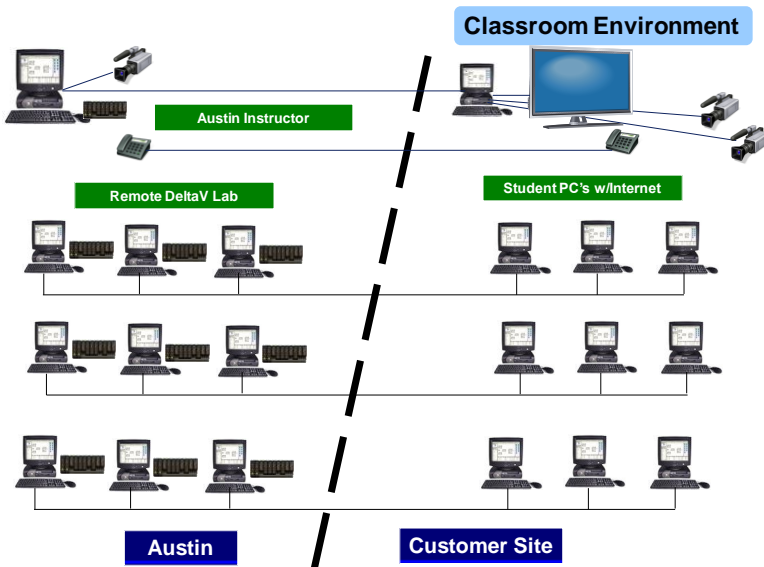 Classroom Environment
Austin Instructor
Remote DeltaV Lab
Student PC's w/Internet
Austin
Customer Site